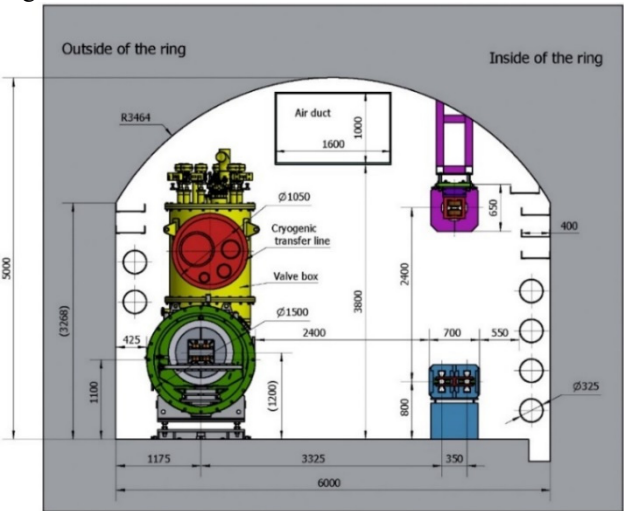 Outside of the ring
Inside of the ring
R3464
Air duct
1000
1600
Ø1050
Cryogenic
transfer line
Valve box
Ø1500
650
400
5000
(3268)
3800
2400
425
2400
700
550
1100
(1200)
800
Ø325
1175
3325
350
6000